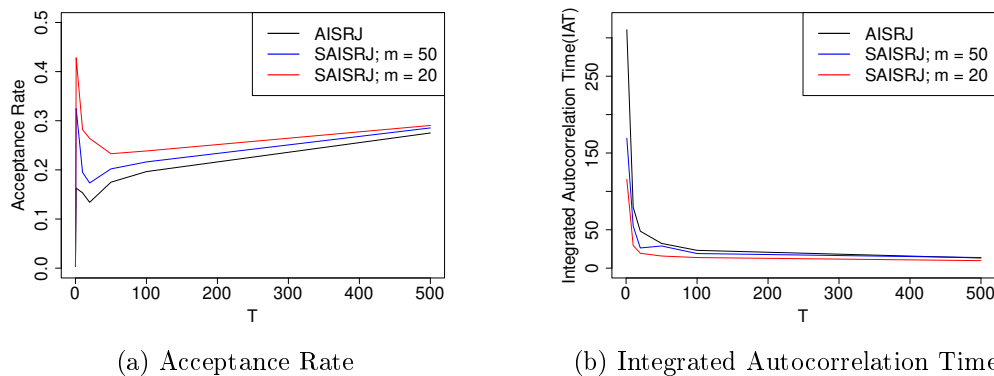 0.5
0.4
0.3
0.2
0.1
0.0
Acceptance Rate
AISRJ
SAISRJ; m = 50
SAISRJ; m = 20
0 100 200 300 400 500
T
(a) Acceptance Rate
250
150
50
0
Integrated Autocorrelation Time(IAT)
AISRJ
SAISRJ; m = 50
SAISRJ; m = 20
0 100 200 300 400 500
T
(b) Integrated Autocorrelation Time